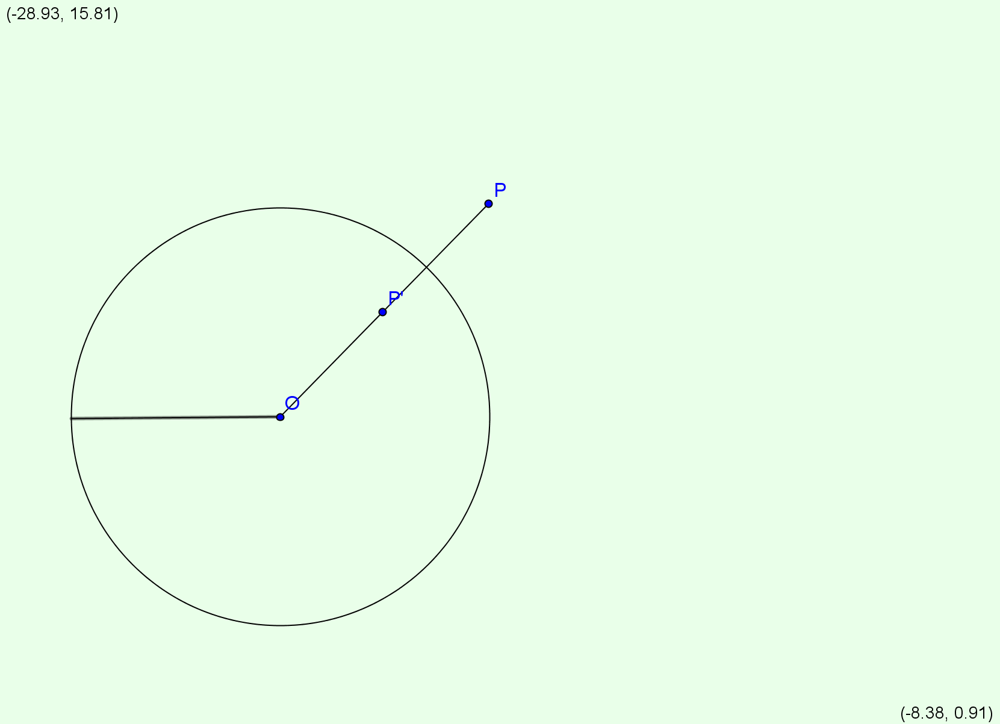 (-28.93, 15.81)
P
P'
O
(-8.38, 0.91)